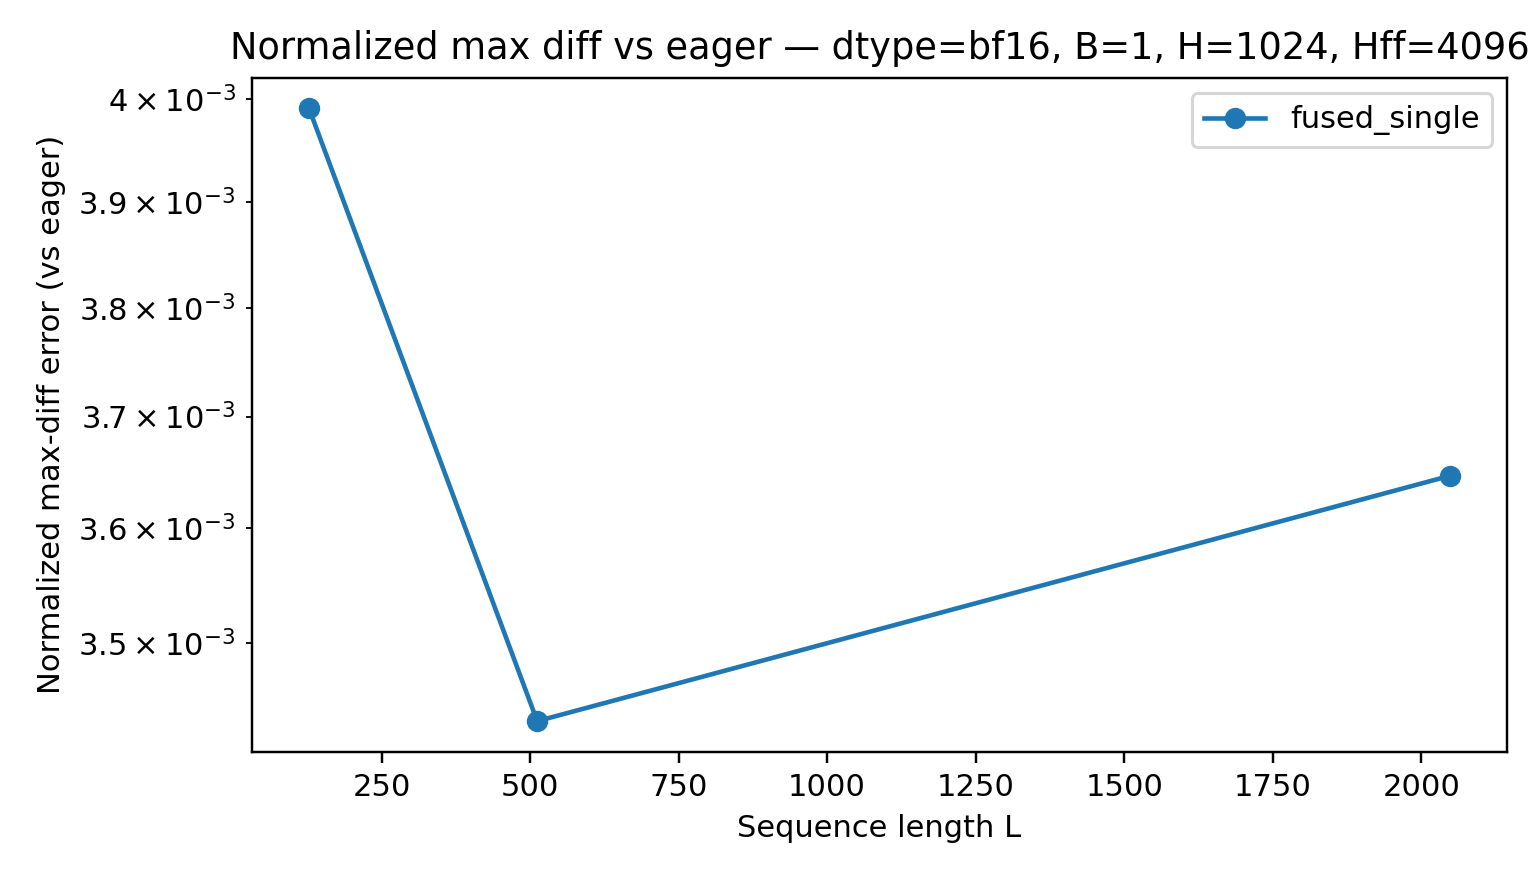 Normalized max diff vs eager — dtype=bf16, B=1, H=1024, Hff=4096
Normalized max-diff error (vs eager)
4 × 10⁻³
3.9 × 10⁻³
3.8 × 10⁻³
3.7 × 10⁻³
3.6 × 10⁻³
3.5 × 10⁻³
fused_single
250 500 750 1000 1250 1500 1750 2000
Sequence length L